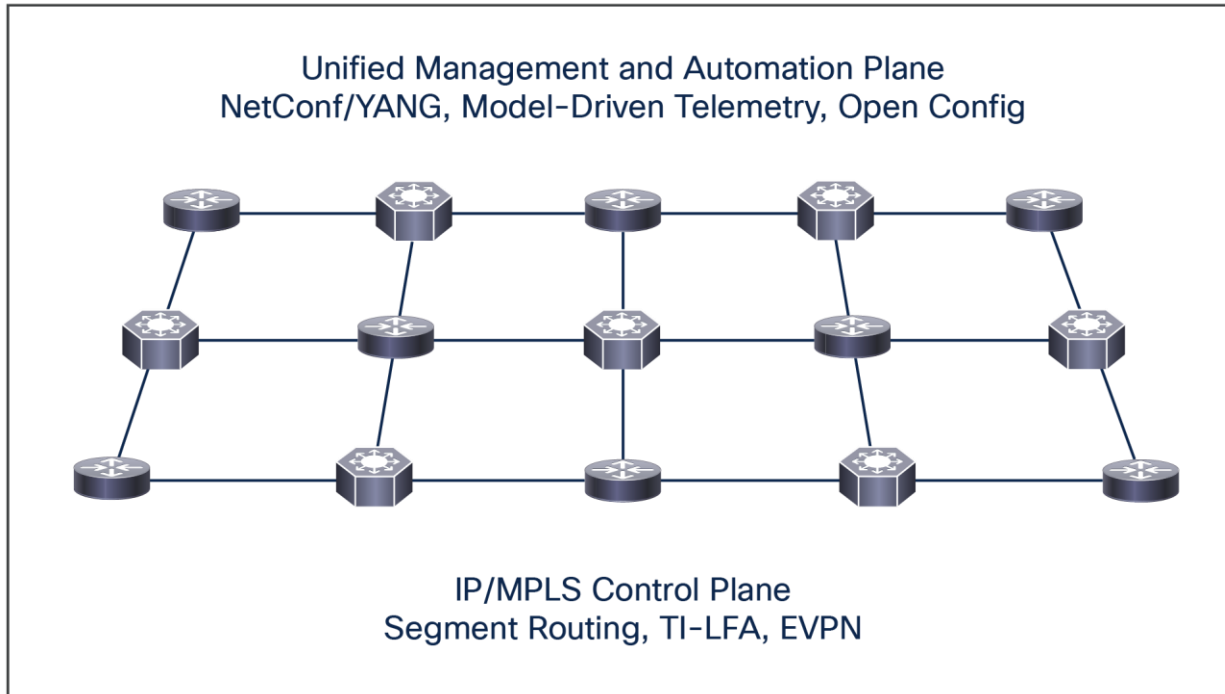 Unified Management and Automation Plane
NetConf/YANG, Model-Driven Telemetry, Open Config
IP/MPLS Control Plane
Segment Routing, TI-LFA, EVPN